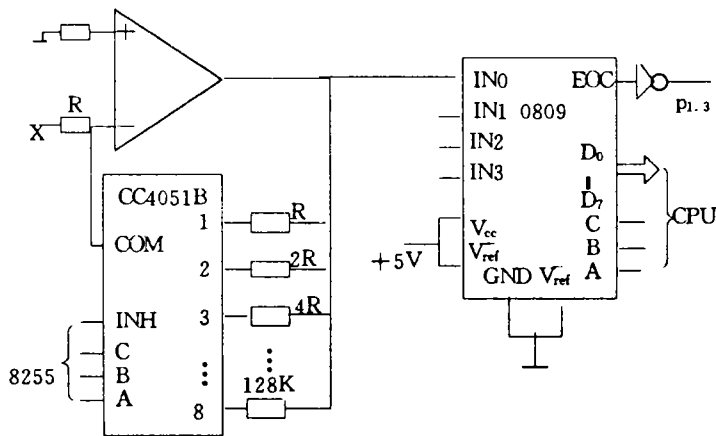 +
R
X
−
CC4051B
COM
INH
C
B
A
8255
1
2
3
8
R
2R
4R
128K
IN0
IN1 0809
IN2
IN3
EOC
P1.3
D0
D7
C
B
A
CPU
Vcc
Vref
+5V
GND Vref